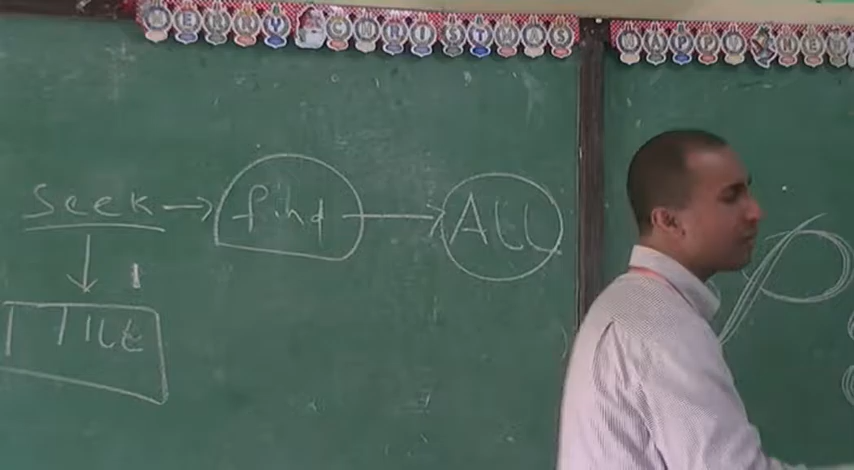 MERRY CHRISTMAS
HAPPY NEW
seek → find → ALL
TILE
P